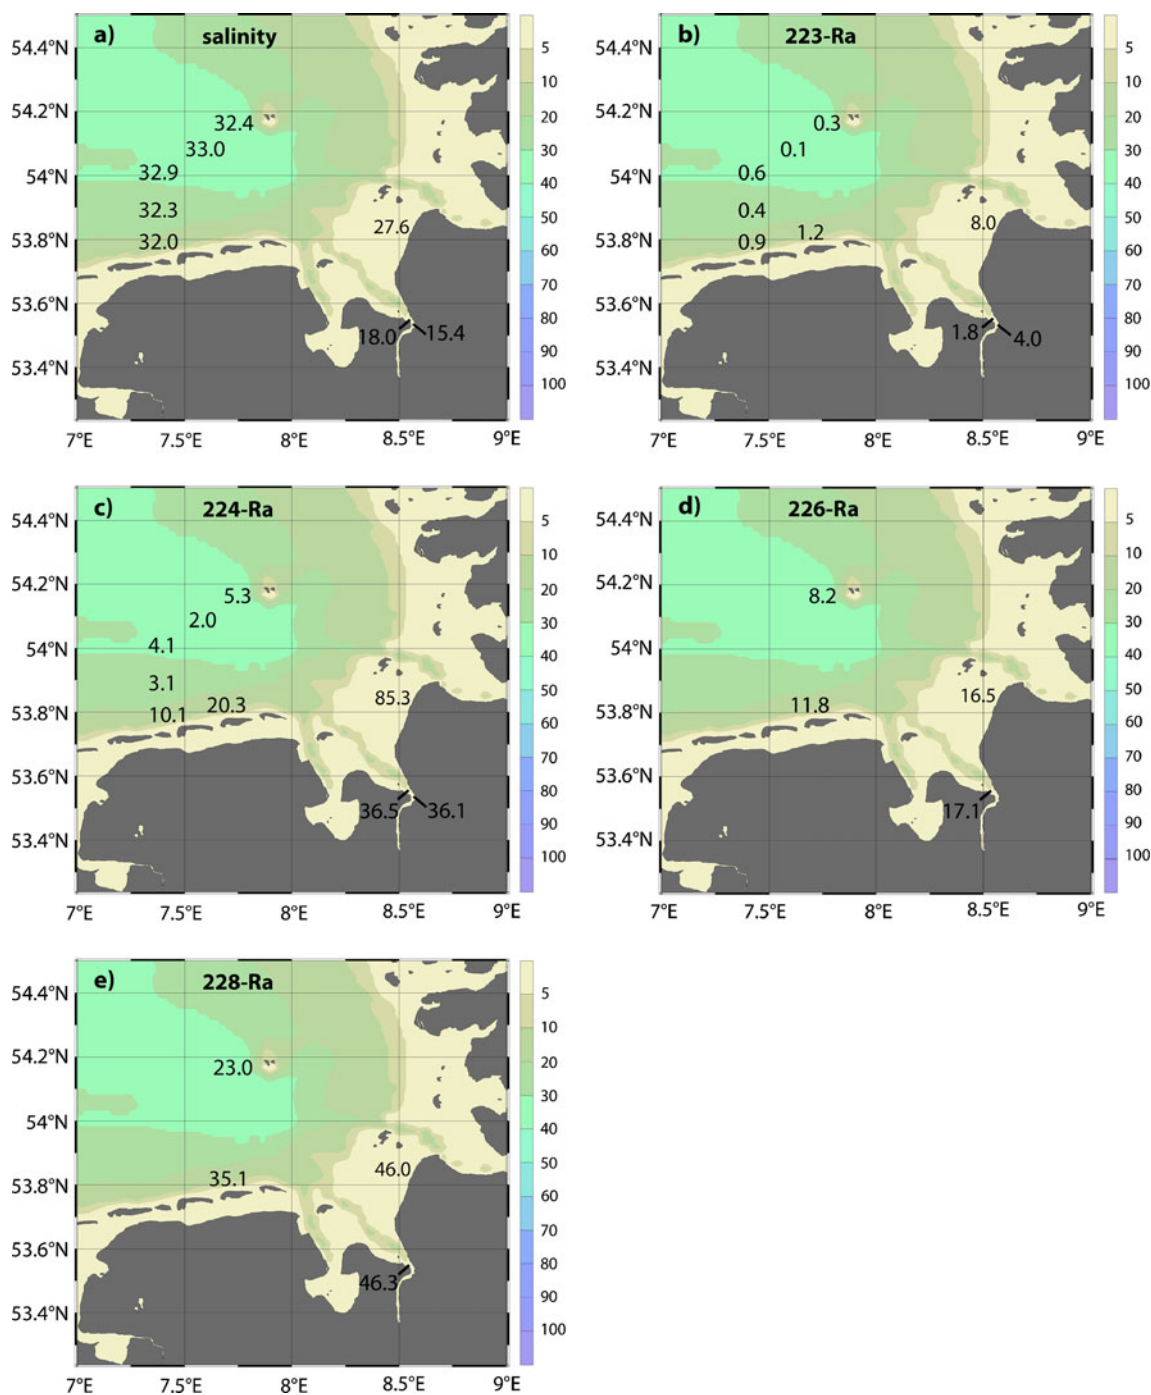 a) salinity
54.4°N
54.2°N
54°N
53.8°N
53.6°N
53.4°N
32.4
33.0
32.9
32.3
32.0
27.6
18.0
15.4
7°E
7.5°E
8°E
8.5°E
9°E
5
10
20
30
40
50
60
70
80
90
100
b) 223-Ra
54.4°N
54.2°N
54°N
53.8°N
53.6°N
53.4°N
0.3
0.1
0.6
0.4
0.9
1.2
8.0
1.8
4.0
7°E
7.5°E
8°E
8.5°E
9°E
5
10
20
30
40
50
60
70
80
90
100
c) 224-Ra
54.4°N
54.2°N
54°N
53.8°N
53.6°N
53.4°N
5.3
2.0
4.1
3.1
10.1
20.3
85.3
36.5
36.1
7°E
7.5°E
8°E
8.5°E
9°E
5
10
20
30
40
50
60
70
80
90
100
d) 226-Ra
54.4°N
54.2°N
54°N
53.8°N
53.6°N
53.4°N
8.2
11.8
16.5
17.1
7°E
7.5°E
8°E
8.5°E
9°E
5
10
20
30
40
50
60
70
80
90
100
e) 228-Ra
54.4°N
54.2°N
54°N
53.8°N
53.6°N
53.4°N
23.0
35.1
46.0
46.3
7°E
7.5°E
8°E
8.5°E
9°E
5
10
20
30
40
50
60
70
80
90
100